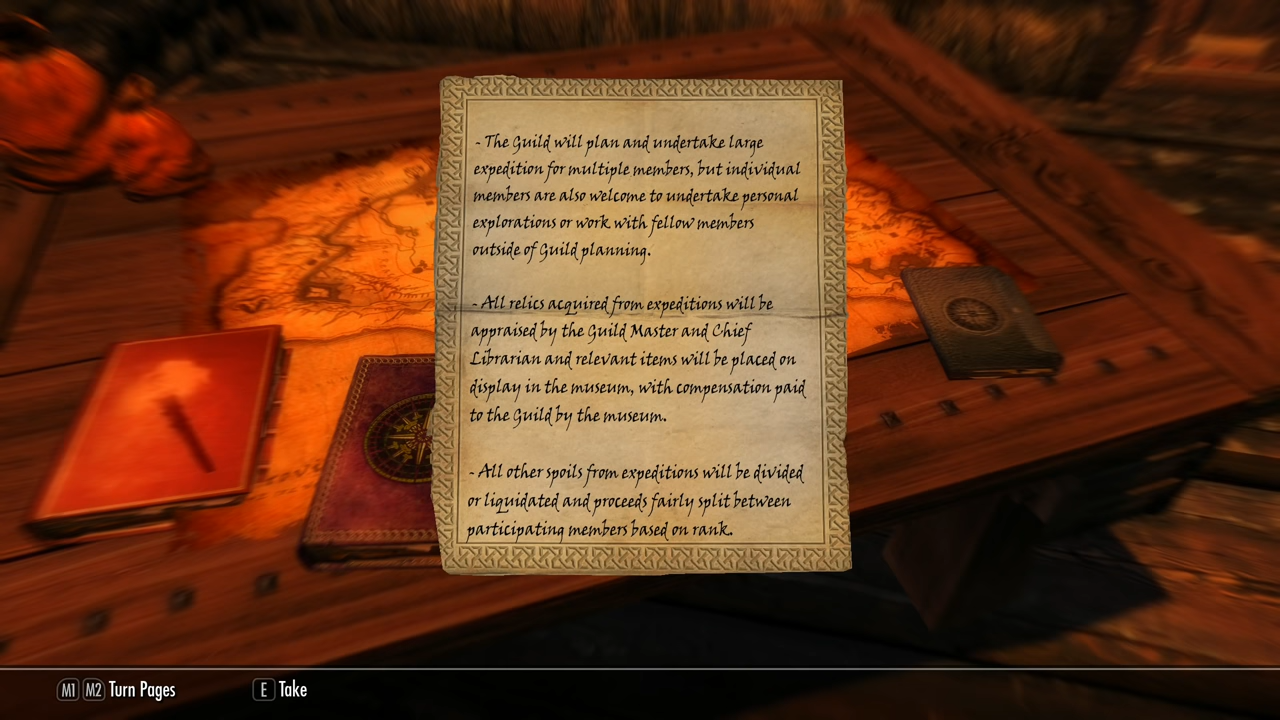 - The Guild will plan and undertake large
expedition for multiple members, but individual
members are also welcome to undertake personal
explorations or work with fellow members
outside of Guild planning.
- All relics acquired from expeditions will be
appraised by the Guild Master and Chief
Librarian and relevant items will be placed on
display in the museum, with compensation paid
to the Guild by the museum.
- All other spoils from expeditions will be divided
or liquidated and proceeds fairly split between
participating members based on rank.
M1 M2 Turn Pages
E Take